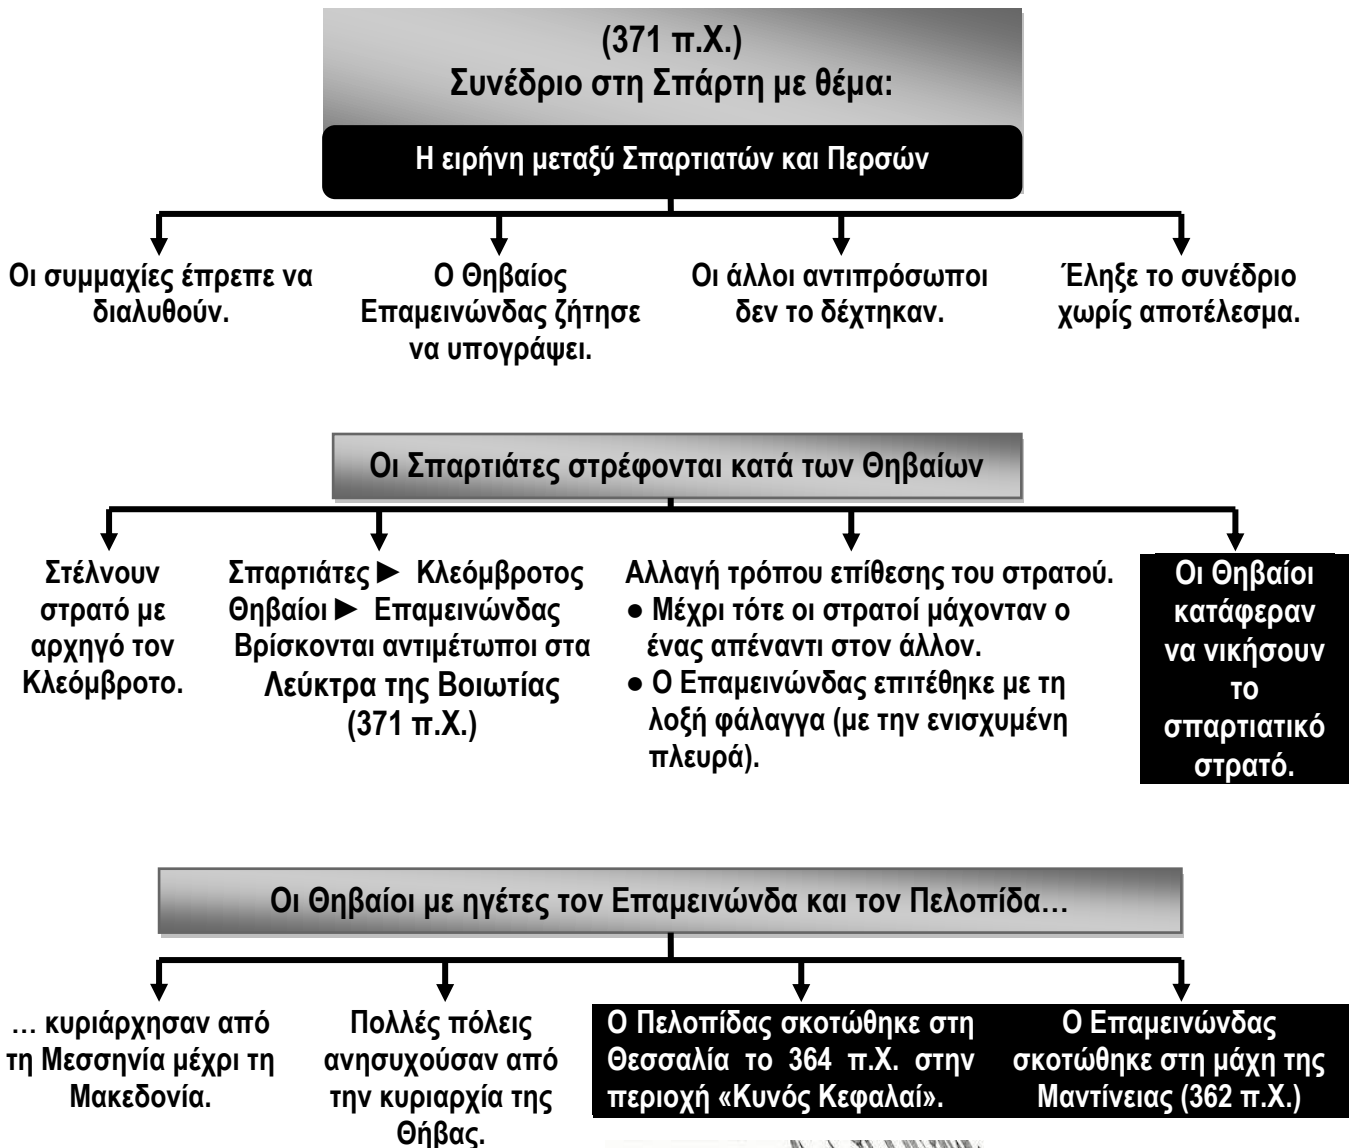 (371 π.Χ.)
Συνέδριο στη Σπάρτη με θέμα:
Η ειρήνη μεταξύ Σπαρτιατών και Περσών
Οι συμμαχίες έπρεπε να
διαλυθούν.
Ο Θηβαίος
Επαμεινώνδας ζήτησε
να υπογράψει.
Οι άλλοι αντιπρόσωποι
δεν το δέχτηκαν.
Έληξε το συνέδριο
χωρίς αποτέλεσμα.
Οι Σπαρτιάτες στρέφονται κατά των Θηβαίων
Στέλνουν
στρατό με
αρχηγό τον
Κλεόμβροτο.
Σπαρτιάτες ► Κλεόμβροτος
Θηβαίοι ► Επαμεινώνδας
Βρίσκονται αντιμέτωποι στα
Λεύκτρα της Βοιωτίας
(371 π.Χ.)
Αλλαγή τρόπου επίθεσης του στρατού.
● Μέχρι τότε οι στρατοί μάχονταν ο
ένας απέναντι στον άλλον.
● Ο Επαμεινώνδας επιτέθηκε με τη
λοξή φάλαγγα (με την ενισχυμένη
πλευρά).
Οι Θηβαίοι
κατάφεραν
να νικήσουν
το
σπαρτιατικό
στρατό.
Οι Θηβαίοι με ηγέτες τον Επαμεινώνδα και τον Πελοπίδα…
… κυριάρχησαν από
τη Μεσσηνία μέχρι τη
Μακεδονία.
Πολλές πόλεις
ανησυχούσαν από
την κυριαρχία της
Θήβας.
Ο Πελοπίδας σκοτώθηκε στη
Θεσσαλία το 364 π.Χ. στην
περιοχή «Κυνός Κεφαλαί».
Ο Επαμεινώνδας
σκοτώθηκε στη μάχη της
Μαντίνειας (362 π.Χ.)